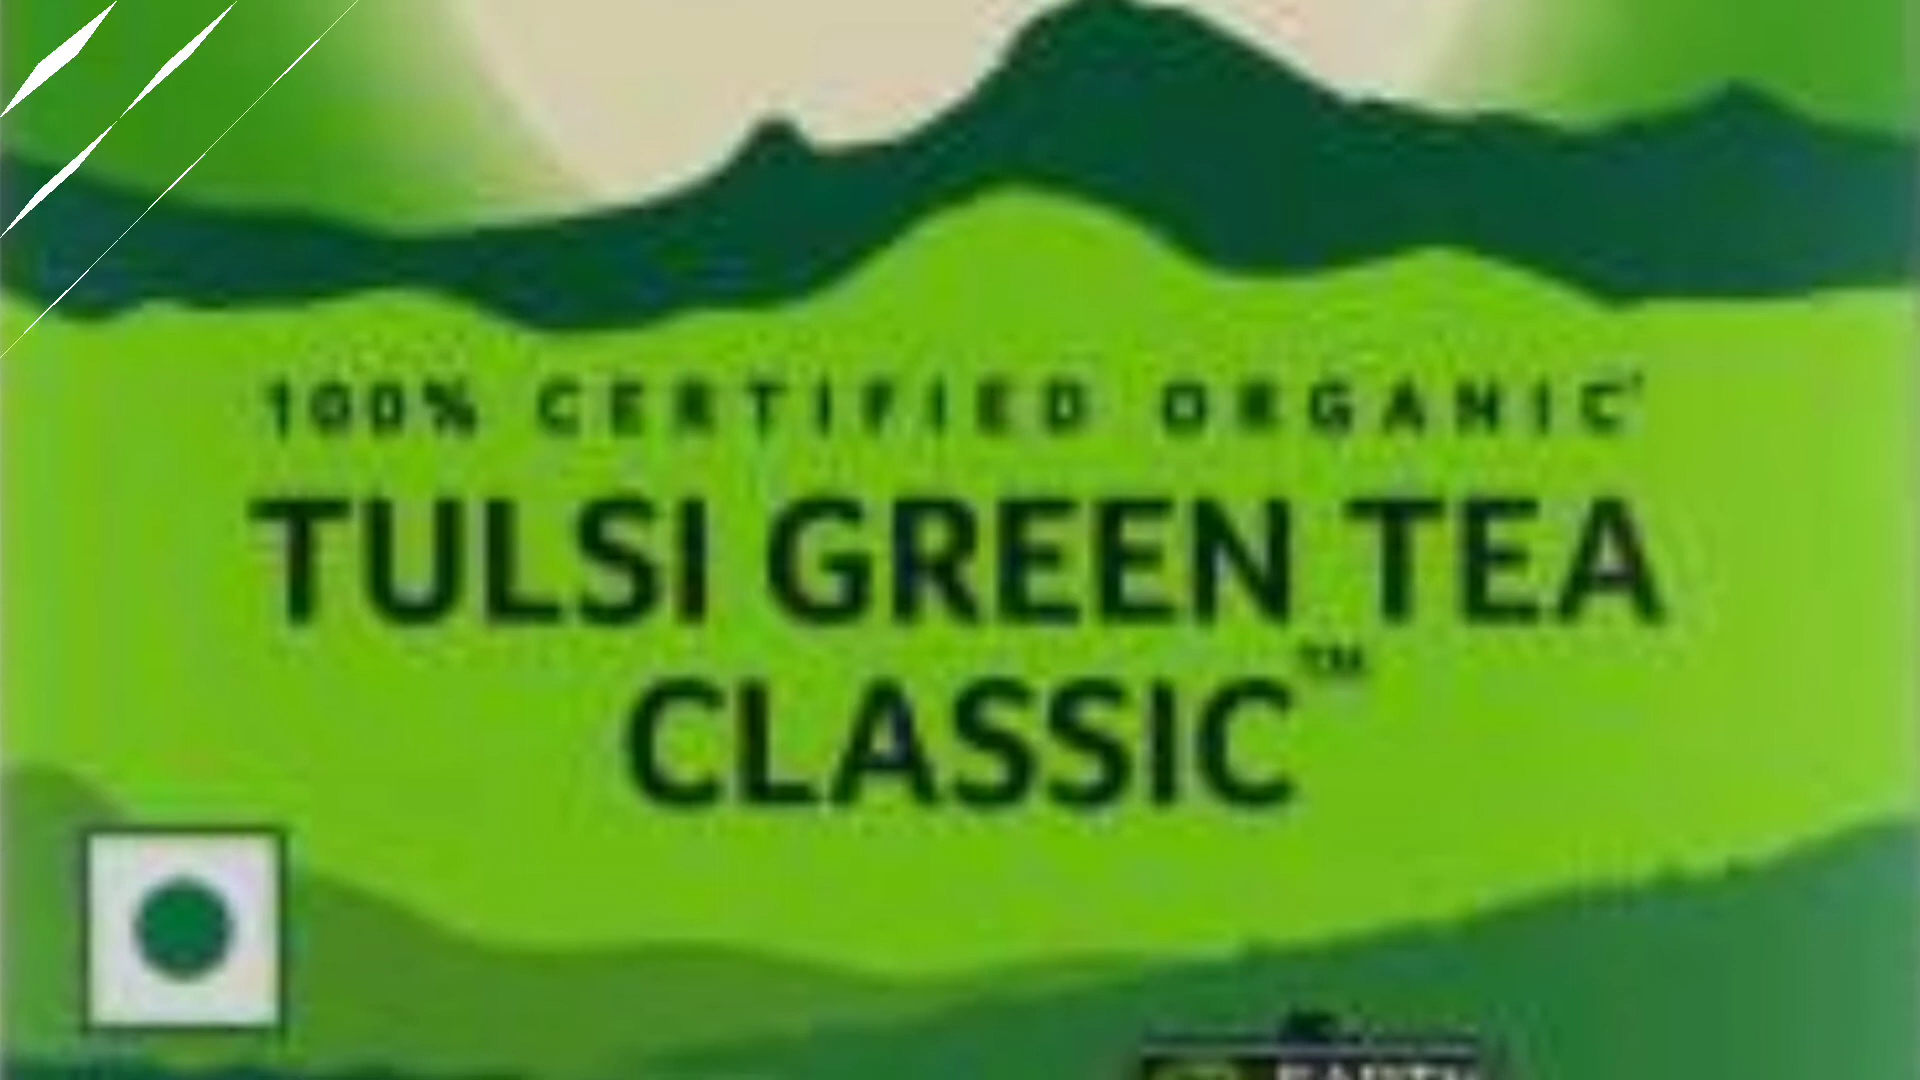 100% CERTIFIED ORGANIC*
TULSI GREEN TEA
CLASSIC™